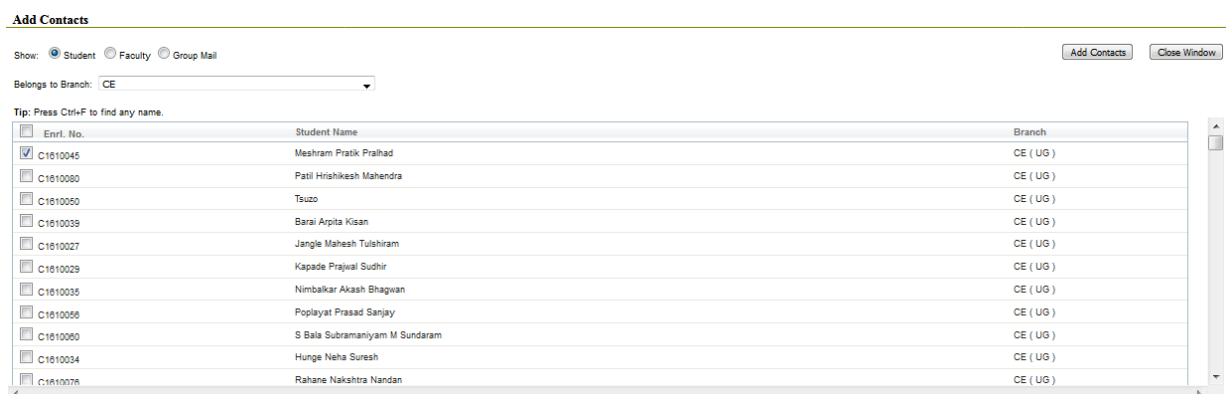 Add Contacts
Show: Student Faculty Group Mail Add Contacts Close Window
Belongs to Branch: CE
Tip: Press Ctrl+F to find any name.
Enrl. No. Student Name Branch
C1610045 Meshram Pratik Pralhad CE ( UG )
C1610080 Patil Hrishikesh Mahendra CE ( UG )
C1610050 Tsuzo CE ( UG )
C1610039 Barai Arpita Kisan CE ( UG )
C1610027 Jangle Mahesh Tulshiram CE ( UG )
C1610029 Kapade Prajwal Sudhir CE ( UG )
C1610035 Nimbalkar Akash Bhagwan CE ( UG )
C1610056 Poplayat Prasad Sanjay CE ( UG )
C1610060 S Bala Subramaniyam M Sundaram CE ( UG )
C1610034 Hunge Neha Suresh CE ( UG )
C1610076 Rahane Nakshtra Nandan CE ( UG )